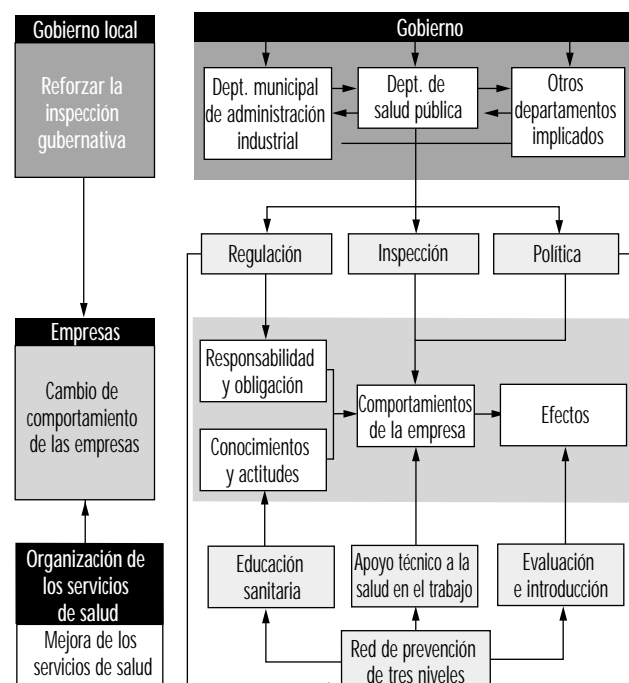 Gobierno local
Reforzar la
inspección
gubernativa
Empresas
Cambio de
comportamiento
de las empresas
Organización de
los servicios
de salud
Mejora de los
servicios de salud
Gobierno
Dept. municipal
de administración
industrial
Dept. de
salud pública
Otros
departamentos
implicados
Regulación
Inspección
Política
Responsabilidad
y obligación
Conocimientos
y actitudes
Comportamientos
de la empresa
Efectos
Educación
sanitaria
Apoyo técnico a la
salud en el trabajo
Evaluación
e introducción
Red de prevención
de tres niveles